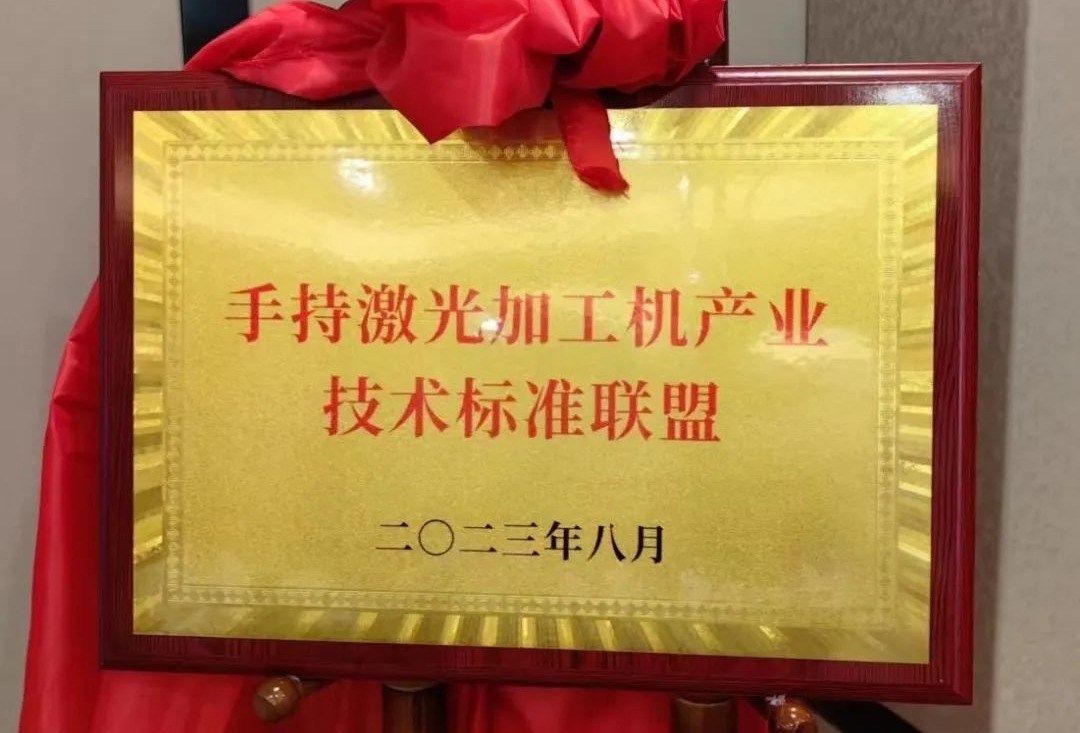 手持激光加工机产业
技术标准联盟
二〇二三年八月